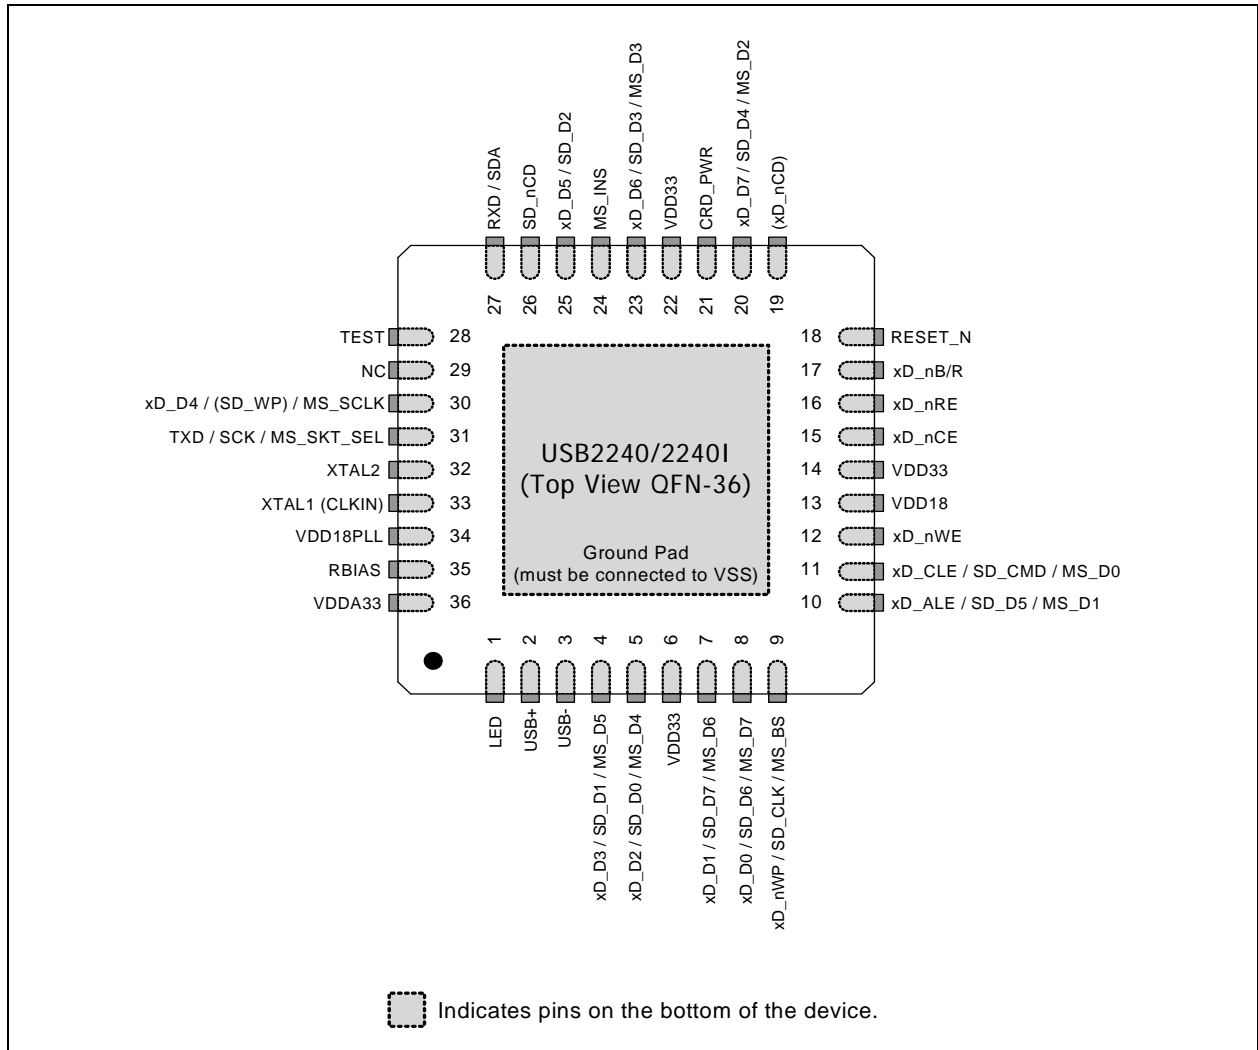 RXD / SDA
SD_nCD
xD_D5 / SD_D2
MS_INS
xD_D6 / SD_D3 / MS_D3
VDD33
CRD_PWR
xD_D7 / SD_D4 / MS_D2
(xD_nCD)
27
26
25
24
23
22
21
20
19
TEST 28
NC 29
xD_D4 / (SD_WP) / MS_SCLK 30
TXD / SCK / MS_SKT_SEL 31
XTAL2 32
XTAL1 (CLKIN) 33
VDD18PLL 34
RBIAS 35
VDDA33 36
USB2240/2240I
(Top View QFN-36)
Ground Pad
(must be connected to VSS)
18 RESET_N
17 xD_nB/R
16 xD_nRE
15 xD_nCE
14 VDD33
13 VDD18
12 xD_nWE
11 xD_CLE / SD_CMD / MS_D0
10 xD_ALE / SD_D5 / MS_D1
1
2
3
4
5
6
7
8
9
LED
USB+
USB-
xD_D3 / SD_D1 / MS_D5
xD_D2 / SD_D0 / MS_D4
VDD33
xD_D1 / SD_D7 / MS_D6
xD_D0 / SD_D6 / MS_D7
xD_nWP / SD_CLK / MS_BS
Indicates pins on the bottom of the device.